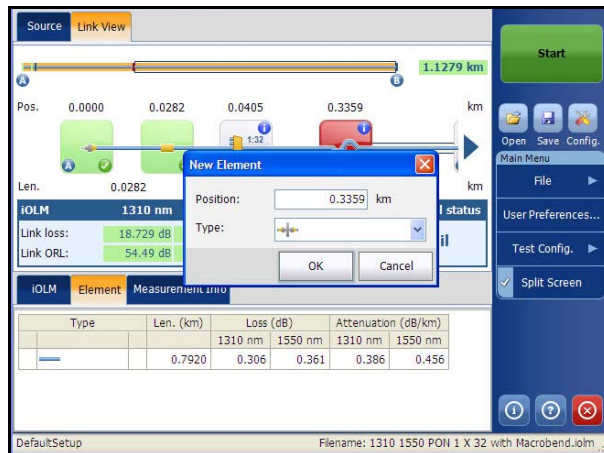 Source Link View
Start
1.1279 km
A B
Pos. 0.0000 0.0282 0.0405 0.3359 km
Open Save Config.
1:32
Main Menu
A
File
Len. 0.0282 km
New Element
Position: 0.3359 km
Type:
OK Cancel
iOLM 1310 nm l status
User Preferences...
Link loss: 18.729 dB il
Link ORL: 54.49 dB
Test Config.
Split Screen
iOLM Element Measurement Info
Type Len. (km) Loss (dB) Attenuation (dB/km)
1310 nm 1550 nm 1310 nm 1550 nm
0.7920 0.306 0.361 0.386 0.456
DefaultSetup Filename: 1310 1550 PON 1 X 32 with Macrobend.iolm